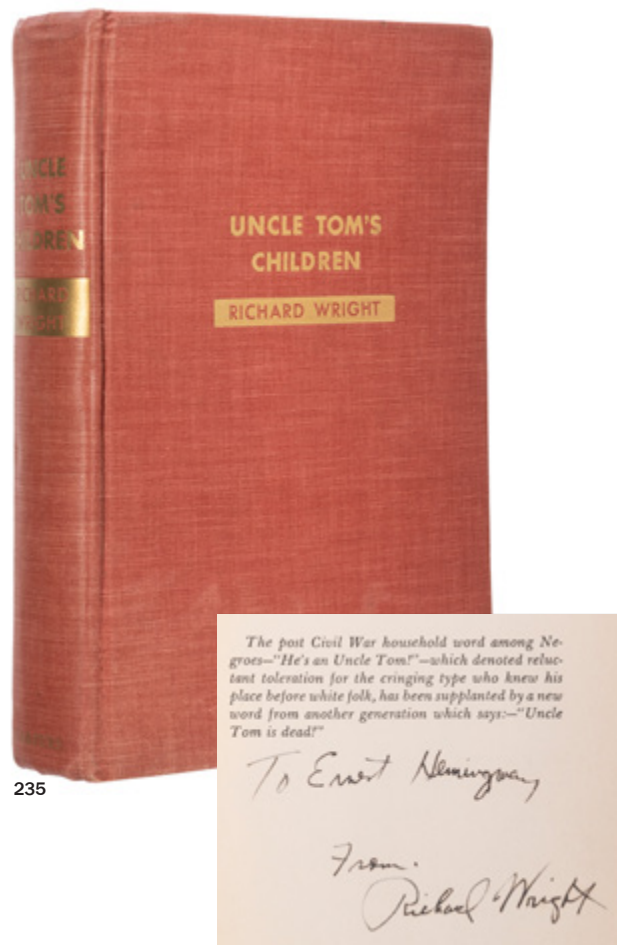 UNCLE
TOM'S
CHILDREN
RICHARD
WRIGHT
UNCLE TOM'S
CHILDREN
RICHARD WRIGHT
The post Civil War household word among Ne-
groes—"He's an Uncle Tom!"—which denoted reluc-
tant toleration for the cringing type who knew his
place before white folk, has been supplanted by a new
word from another generation which says:—"Uncle
Tom is dead!"
To Ernest Hemingway
From.
Richard Wright
235